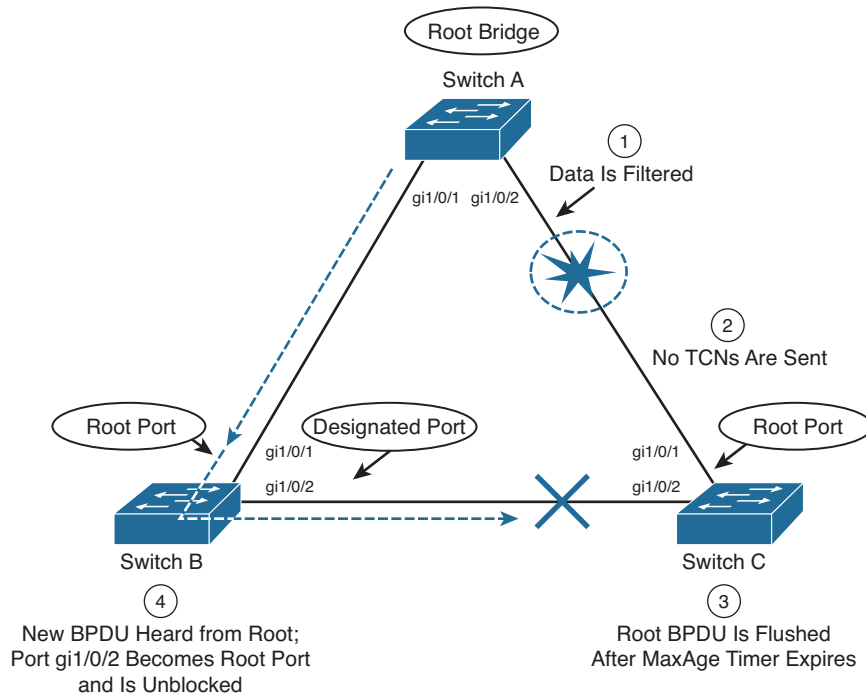 Root Bridge
Switch A
1
Data Is Filtered
gi1/0/1 gi1/0/2
2
No TCNs Are Sent
Root Port
Designated Port
Root Port
gi1/0/1
gi1/0/1
gi1/0/2
gi1/0/2
Switch B
Switch C
4
New BPDU Heard from Root;
Port gi1/0/2 Becomes Root Port
and Is Unblocked
3
Root BPDU Is Flushed
After MaxAge Timer Expires